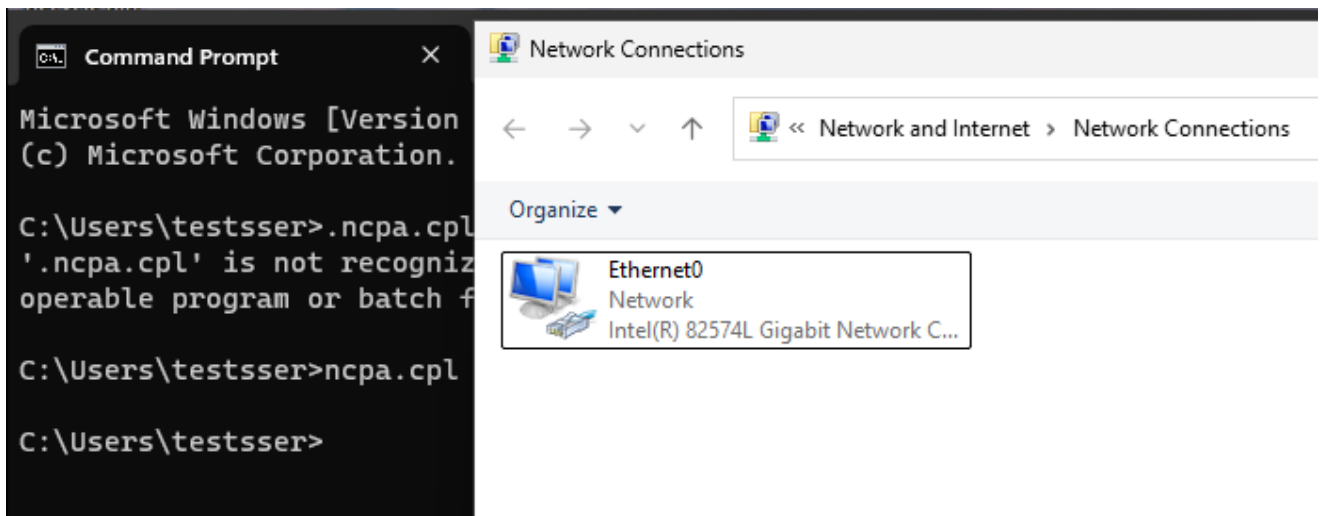 Command Prompt
Microsoft Windows [Version
(c) Microsoft Corporation.
C:\Users\testsser>.ncpa.cpl
'.ncpa.cpl' is not recogniz
operable program or batch f
C:\Users\testsser>ncpa.cpl
C:\Users\testsser>
Network Connections
« Network and Internet > Network Connections
Organize
Ethernet0
Network
Intel(R) 82574L Gigabit Network C...